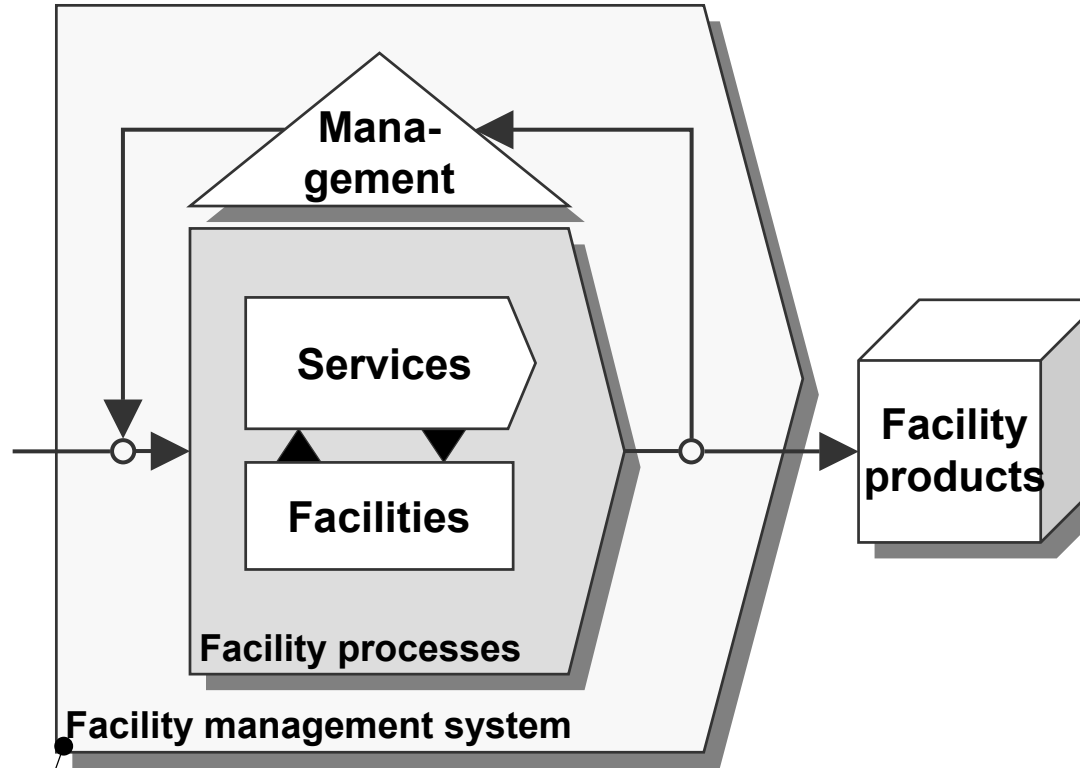 Mana-
gement
Services
Facilities
Facility processes
Facility management system
Facility
products